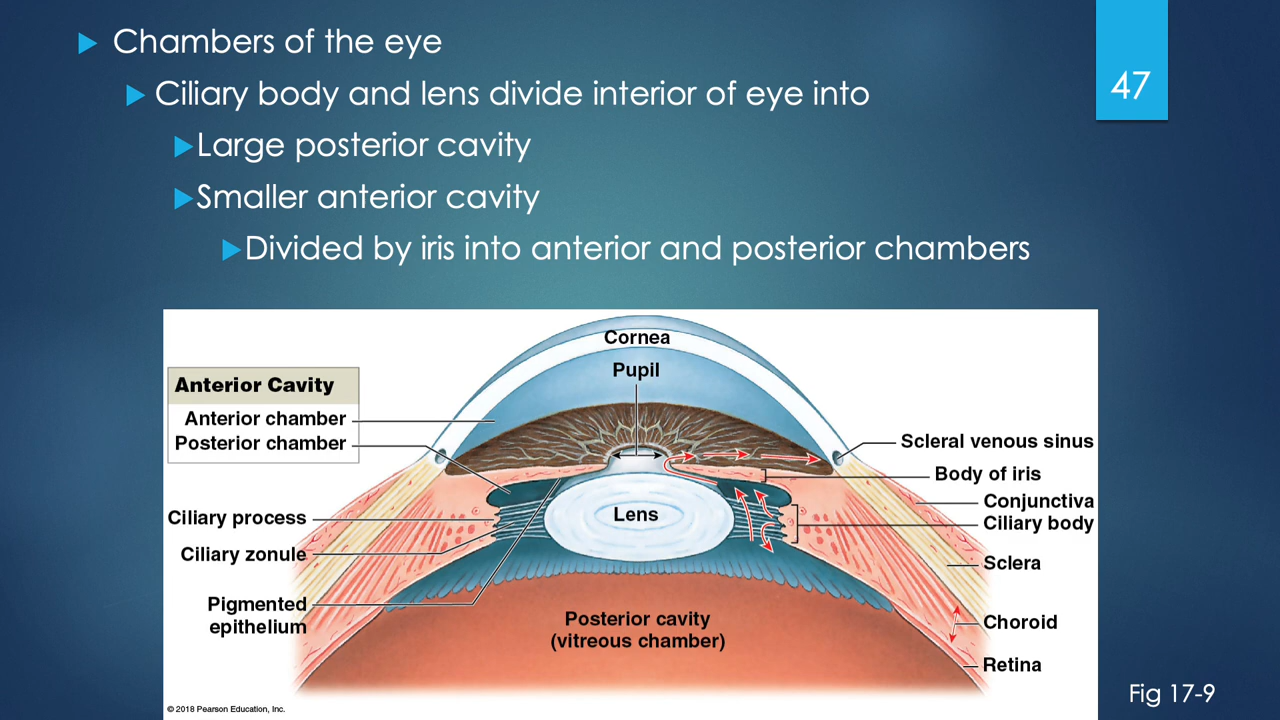 Chambers of the eye
47
Ciliary body and lens divide interior of eye into
Large posterior cavity
Smaller anterior cavity
Divided by iris into anterior and posterior chambers
Cornea
Pupil
Anterior Cavity
Anterior chamber
Posterior chamber
Scleral venous sinus
Body of iris
Conjunctiva
Ciliary body
Lens
Ciliary process
Ciliary zonule
Sclera
Pigmented
epithelium
Posterior cavity
(vitreous chamber)
Choroid
Retina
Fig 17-9
© 2018 Pearson Education, Inc.